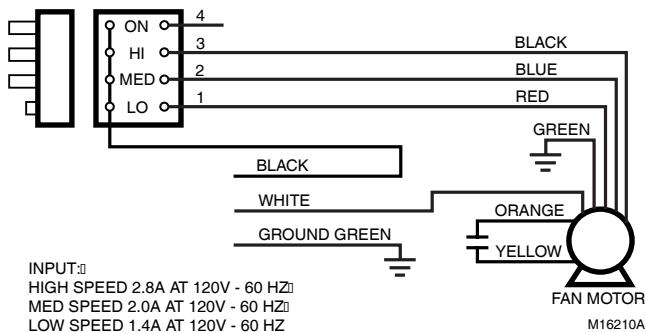 ON 4
HI 3
MED 2
LO 1
BLACK
BLUE
RED
GREEN
BLACK
WHITE
ORANGE
GROUND GREEN
YELLOW
INPUT:▯
HIGH SPEED 2.8A AT 120V - 60 HZ▯
MED SPEED 2.0A AT 120V - 60 HZ▯
LOW SPEED 1.4A AT 120V - 60 HZ
FAN MOTOR
M16210A